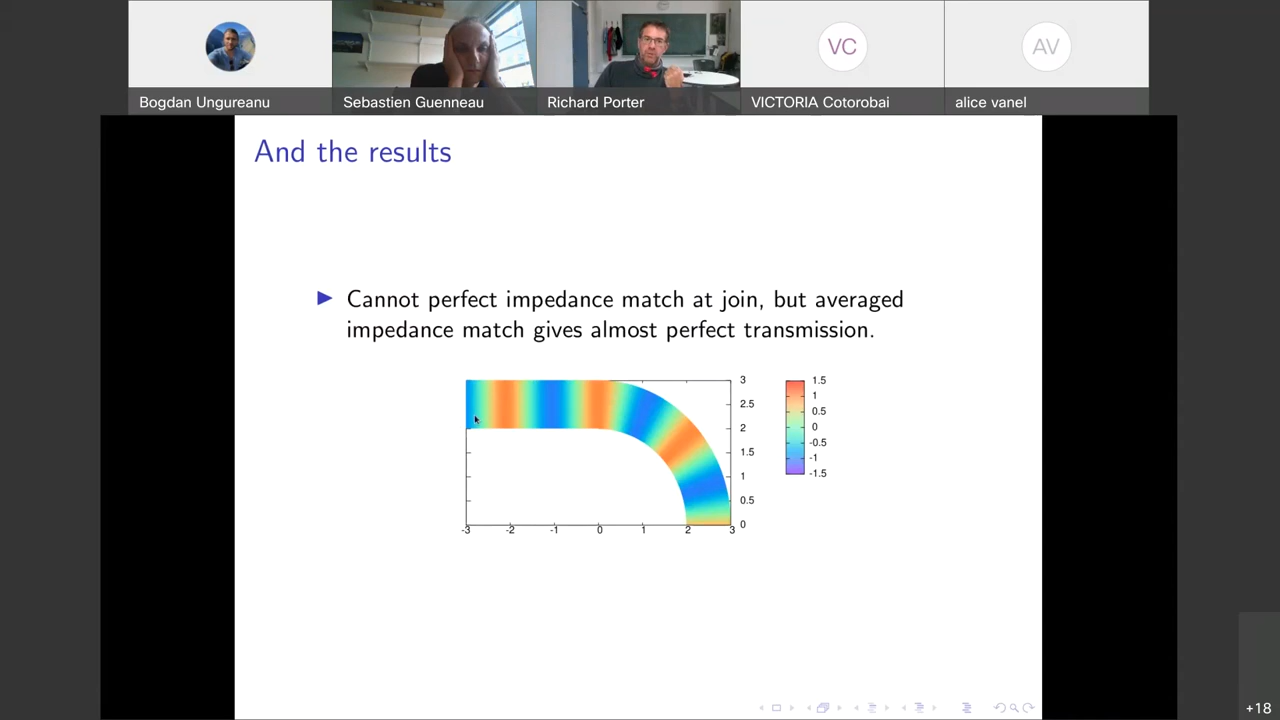 VC
AV
Bogdan Ungureanu
Sebastien Guenneau
Richard Porter
VICTORIA Cotorobai
alice vanel
And the results
Cannot perfect impedance match at join, but averaged
impedance match gives almost perfect transmission.
3
2.5
2
1.5
1
0.5
0
-3 -2 -1 0 1 2 3
1.5
1
0.5
0
-0.5
-1
-1.5
+18